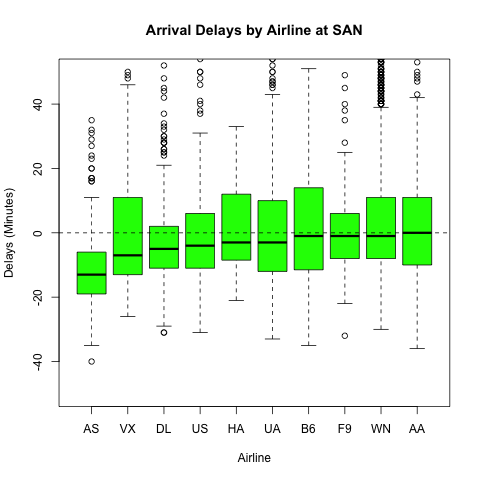 Arrival Delays by Airline at SAN
Delays (Minutes)
40
20
0
-20
-40
AS VX DL US HA UA B6 F9 WN AA
Airline